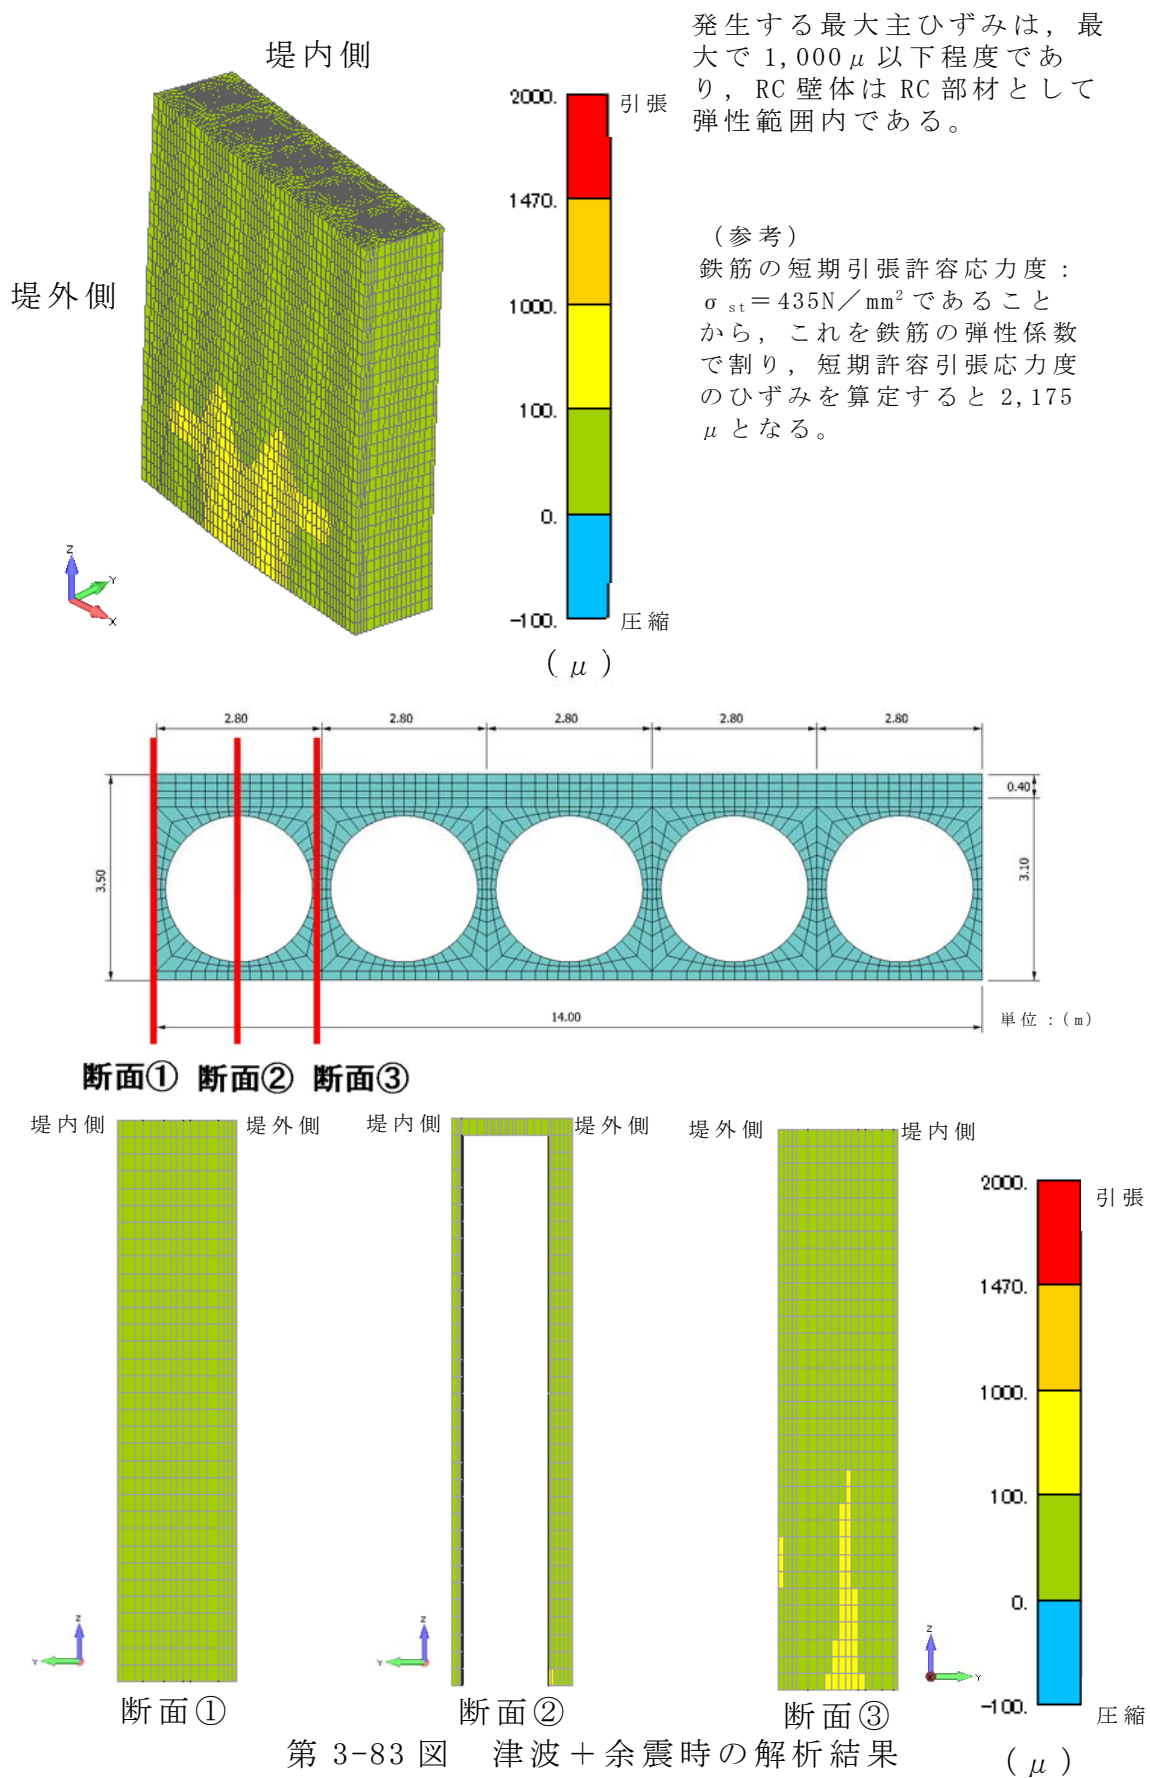 堤内側
堤外側
2000.
引張
1470.
1000.
100.
0.
-100.
圧縮
(μ)
Z
Y
X
発生する最大主ひずみは，最
大で 1,000μ以下程度であ
り，RC 壁体は RC 部材として
弾性範囲内である。
（参考）
鉄筋の短期引張許容応力度：
σst＝435N／mm²であること
から，これを鉄筋の弾性係数
で割り，短期許容引張応力度
のひずみを算定すると 2,175
μとなる。
2.80 2.80 2.80 2.80 2.80
0.40
3.50
3.10
14.00
単位：(m)
断面① 断面② 断面③
堤内側 堤外側 堤内側 堤外側 堤外側 堤内側
2000.
引張
1470.
1000.
100.
0.
-100.
圧縮
(μ)
Z
Y
Z
Y
Z
Y
断面① 断面② 断面③
第 3-83 図　津波＋余震時の解析結果